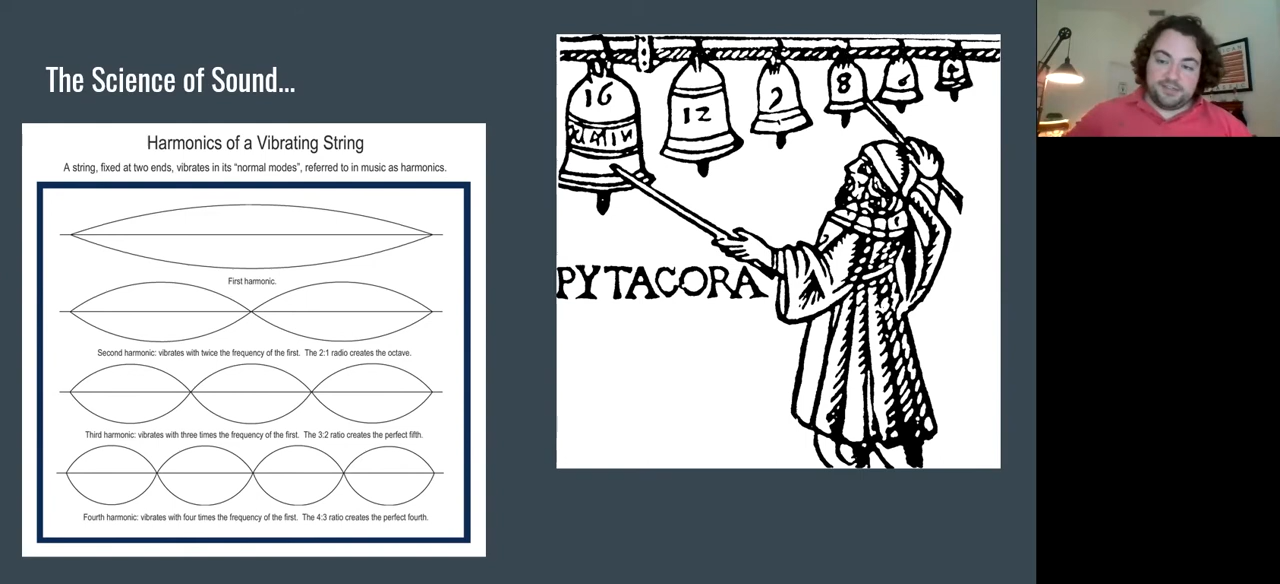 The Science of Sound...
Harmonics of a Vibrating String
A string, fixed at two ends, vibrates in its “normal modes”, referred to in music as harmonics.
First harmonic.
Second harmonic: vibrates with twice the frequency of the first. The 2:1 radio creates the octave.
Third harmonic: vibrates with three times the frequency of the first. The 3:2 ratio creates the perfect fifth.
Fourth harmonic: vibrates with four times the frequency of the first. The 4:3 ratio creates the perfect fourth.
16 12 9 8 6 4
PYTACORA